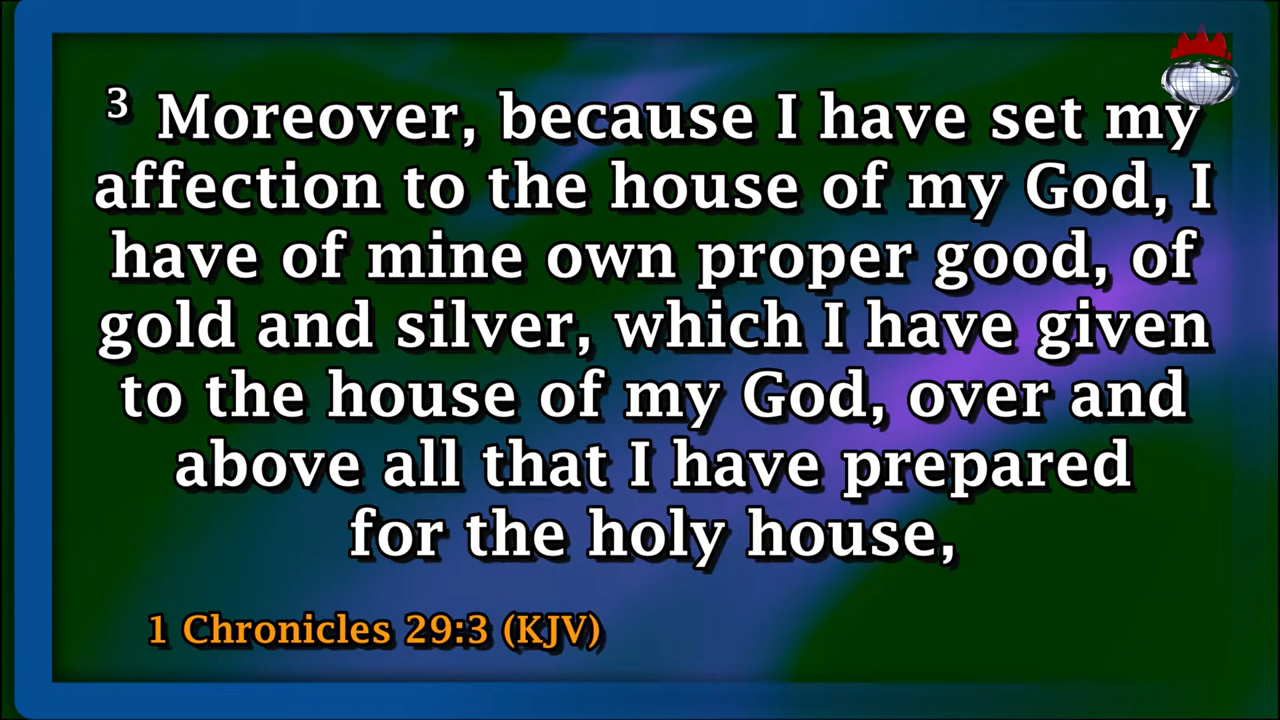 3 Moreover, because I have set my
affection to the house of my God, I
have of mine own proper good, of
gold and silver, which I have given
to the house of my God, over and
above all that I have prepared
for the holy house,
1 Chronicles 29:3 (KJV)